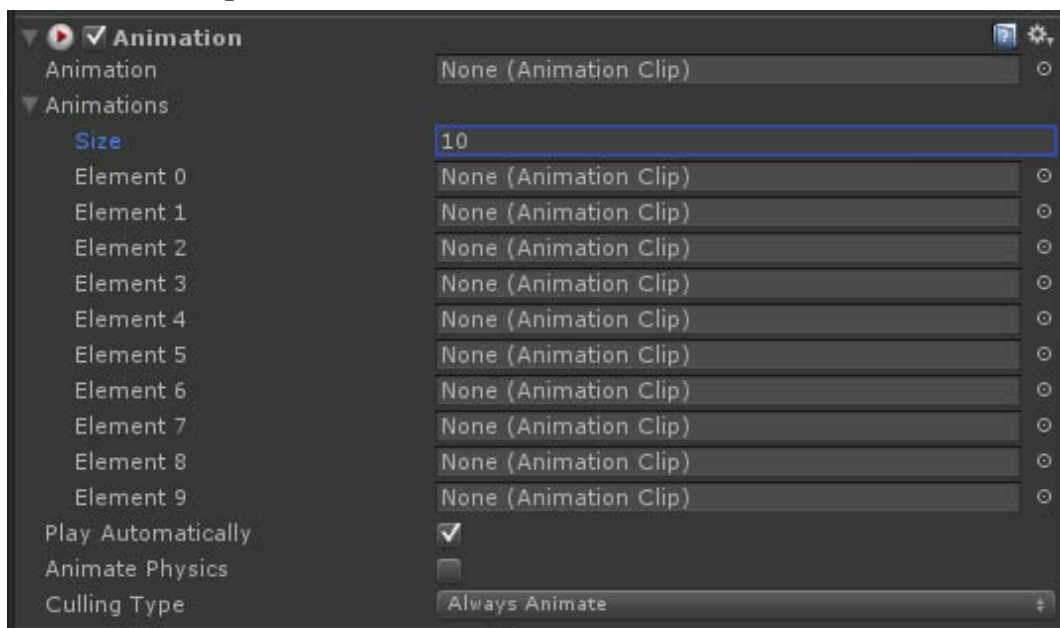 Animation
Animation None (Animation Clip)
Animations
Size 10
Element 0 None (Animation Clip)
Element 1 None (Animation Clip)
Element 2 None (Animation Clip)
Element 3 None (Animation Clip)
Element 4 None (Animation Clip)
Element 5 None (Animation Clip)
Element 6 None (Animation Clip)
Element 7 None (Animation Clip)
Element 8 None (Animation Clip)
Element 9 None (Animation Clip)
Play Automatically
Animate Physics
Culling Type Always Animate